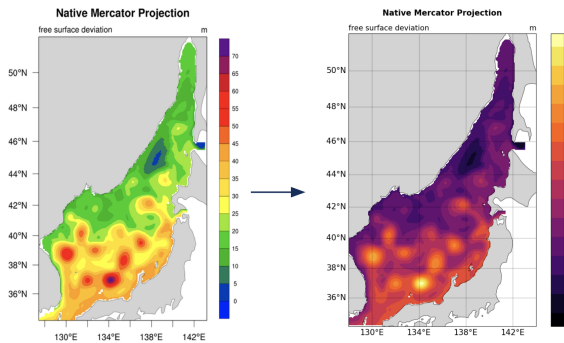 Native Mercator Projection
free surface deviation m
50°N
48°N
46°N
44°N
42°N
40°N
38°N
36°N
130°E 134°E 138°E 142°E
70
65
60
55
50
45
40
35
30
25
20
15
10
5
0
Native Mercator Projection
free surface deviation m
50°N
48°N
46°N
44°N
42°N
40°N
38°N
36°N
130°E 134°E 138°E 142°E